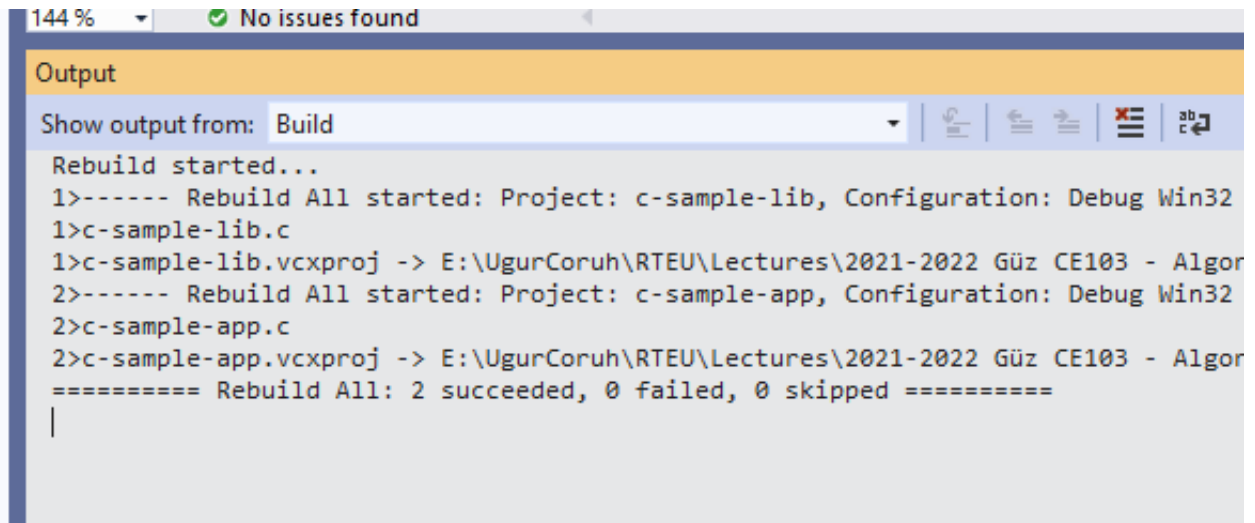 144 % No issues found
Output
Show output from: Build
Rebuild started...
1>------ Rebuild All started: Project: c-sample-lib, Configuration: Debug Win32
1>c-sample-lib.c
1>c-sample-lib.vcxproj -> E:\UgurCoruh\RTEU\Lectures\2021-2022 Güz CE103 - Algor
2>------ Rebuild All started: Project: c-sample-app, Configuration: Debug Win32
2>c-sample-app.c
2>c-sample-app.vcxproj -> E:\UgurCoruh\RTEU\Lectures\2021-2022 Güz CE103 - Algor
========== Rebuild All: 2 succeeded, 0 failed, 0 skipped ==========